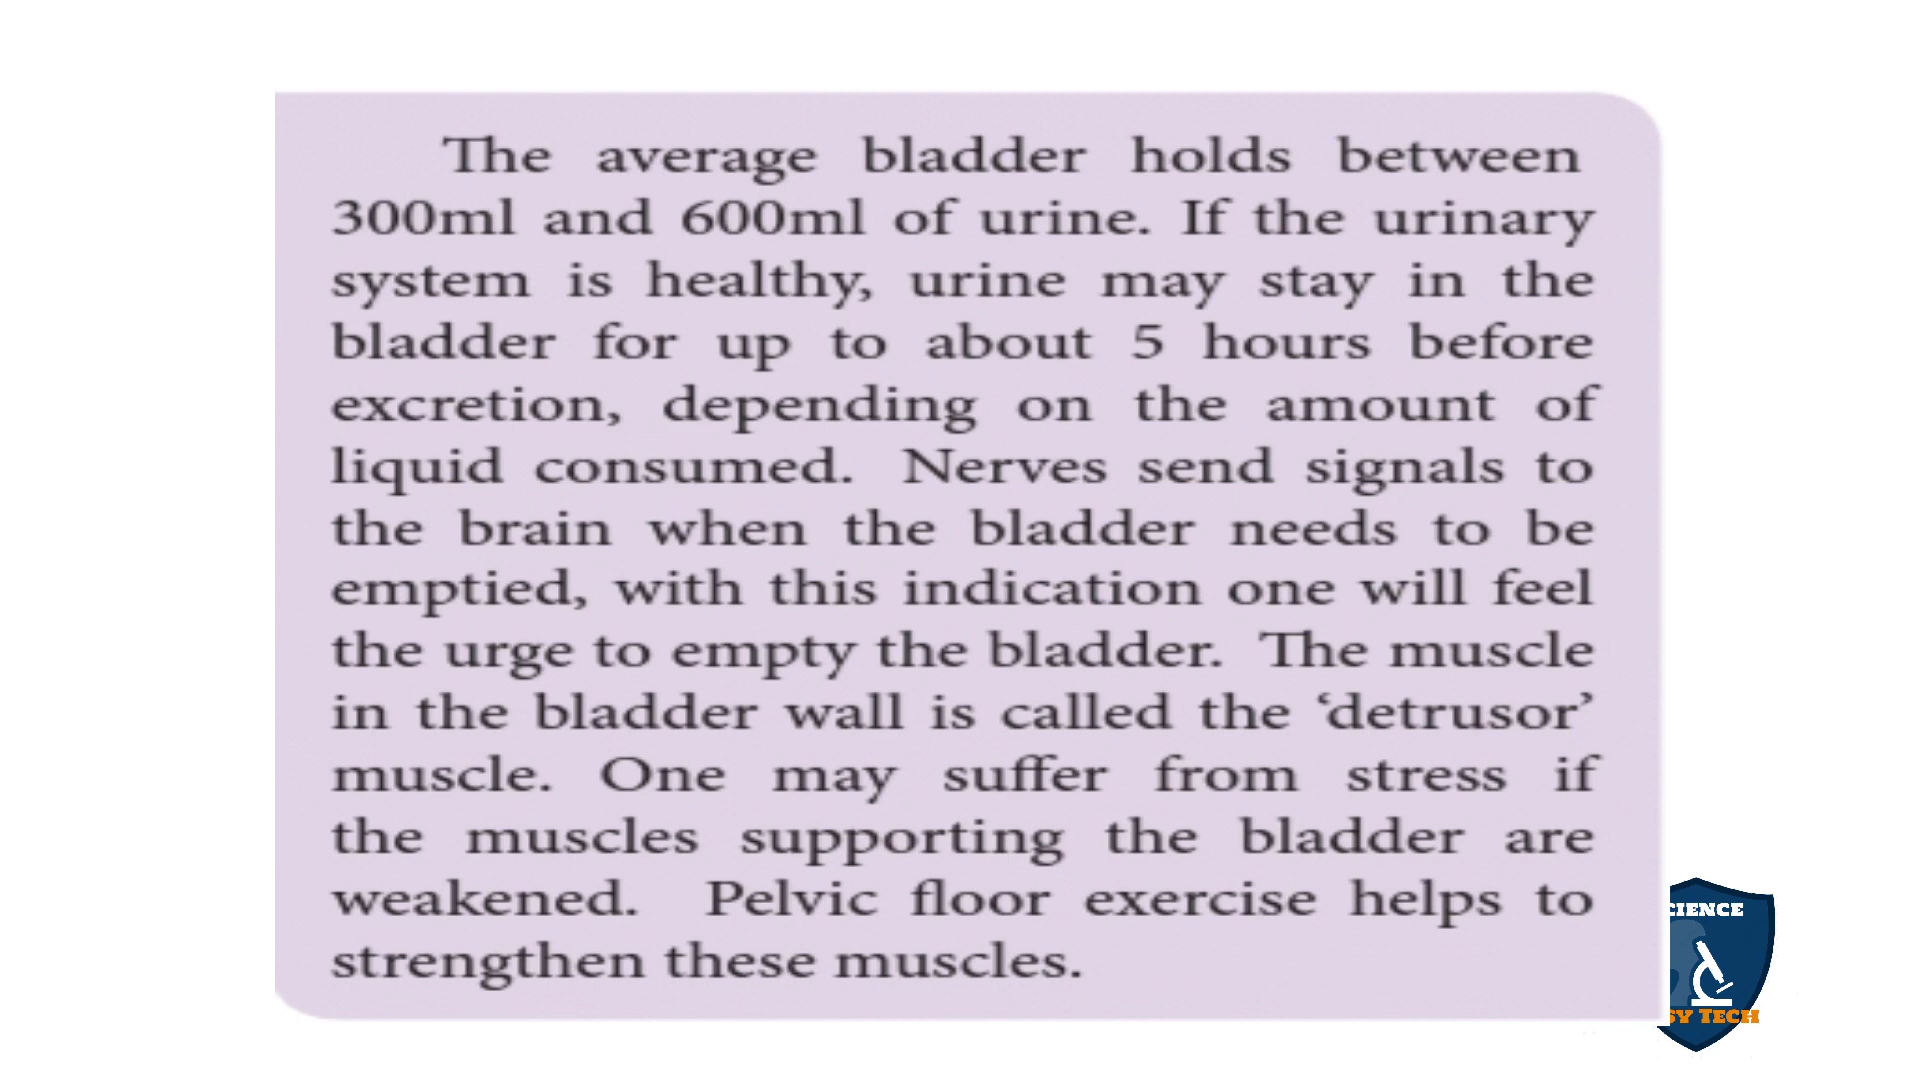 The average bladder holds between
300ml and 600ml of urine. If the urinary
system is healthy, urine may stay in the
bladder for up to about 5 hours before
excretion, depending on the amount of
liquid consumed. Nerves send signals to
the brain when the bladder needs to be
emptied, with this indication one will feel
the urge to empty the bladder. The muscle
in the bladder wall is called the ‘detrusor’
muscle. One may suffer from stress if
the muscles supporting the bladder are
weakened. Pelvic floor exercise helps to
strengthen these muscles.
CIENCE
SY TECH